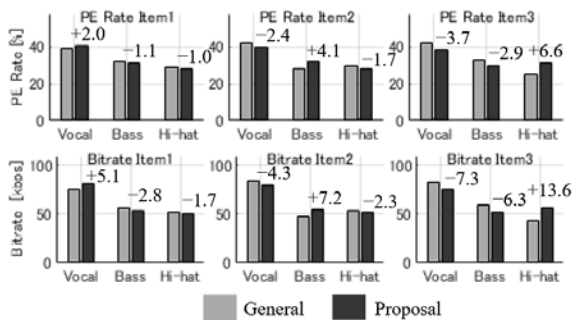 PE Rate Item1
PE Rate [%]
40
20
0
+2.0
−1.1
−1.0
Vocal Bass Hi-hat
PE Rate Item2
40
20
0
−2.4
+4.1
−1.7
Vocal Bass Hi-hat
PE Rate Item3
40
20
0
−3.7
−2.9
+6.6
Vocal Bass Hi-hat
Bitrate Item1
Bitrate [kbps]
100
50
0
+5.1
−2.8
−1.7
Vocal Bass Hi-hat
Bitrate Item2
100
50
0
−4.3
+7.2
−2.3
Vocal Bass Hi-hat
Bitrate Item3
100
50
0
−7.3
−6.3
+13.6
Vocal Bass Hi-hat
General Proposal